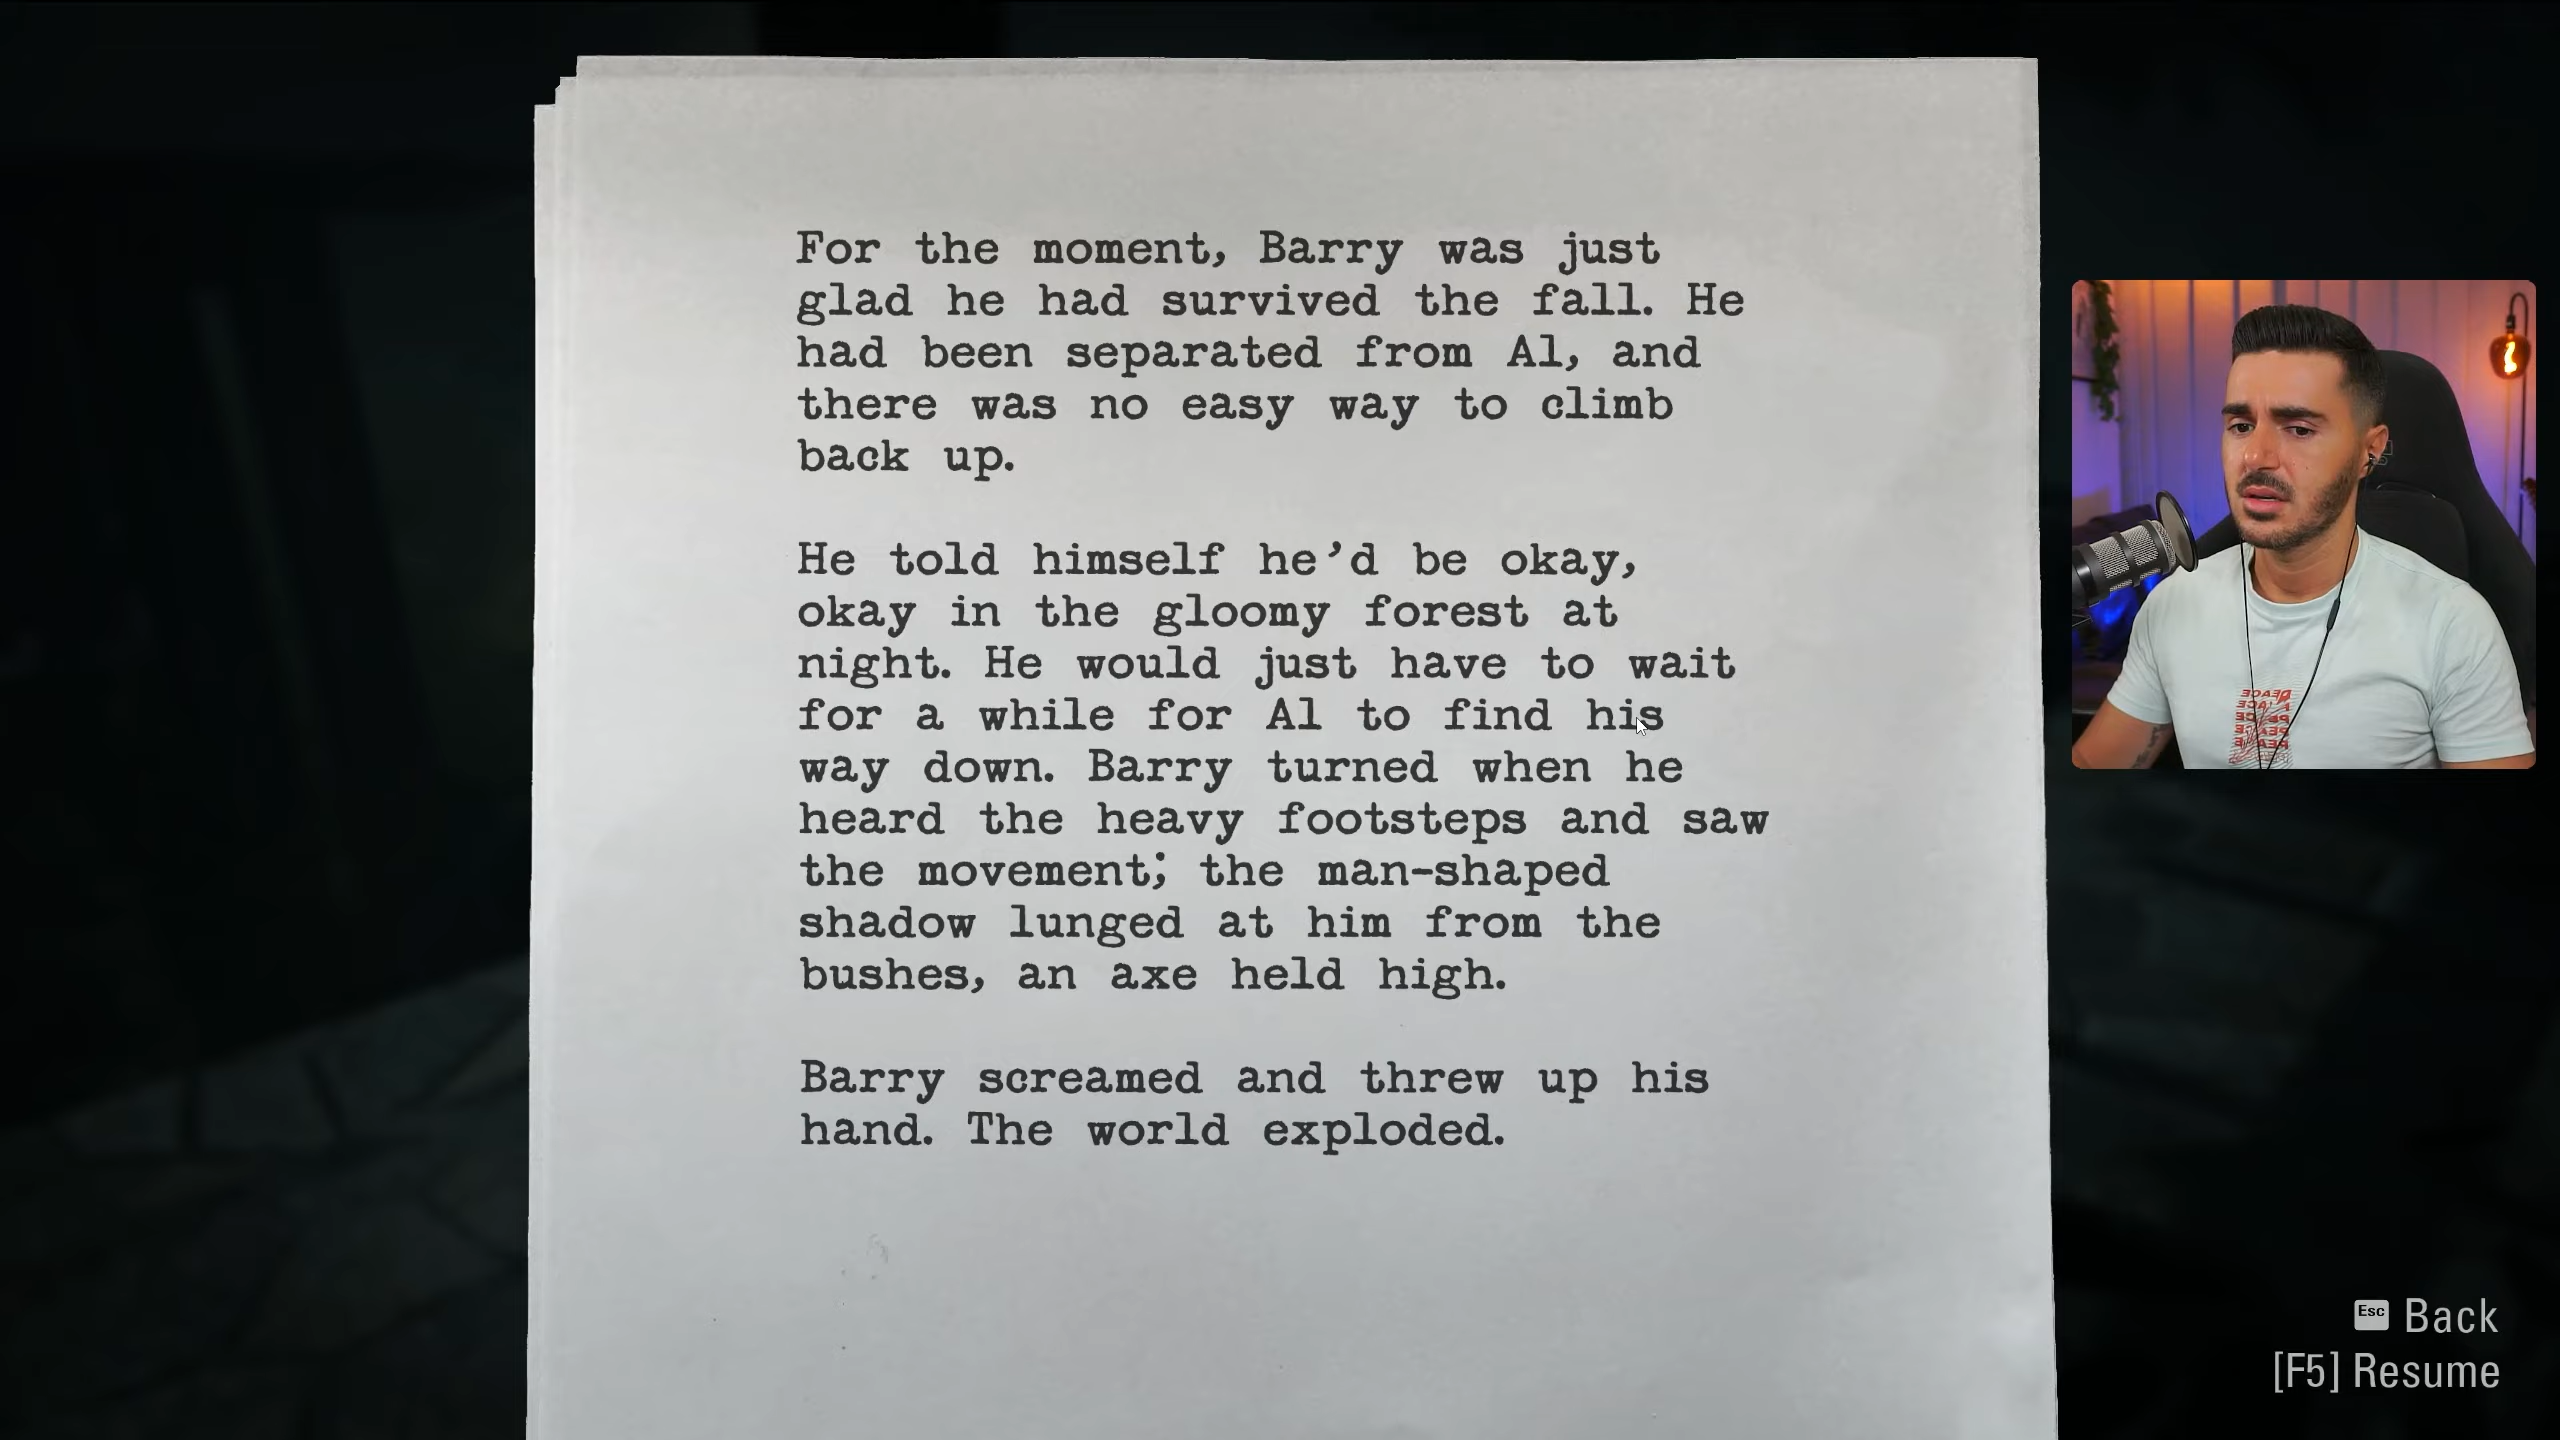 For the moment, Barry was just
glad he had survived the fall. He
had been separated from Al, and
there was no easy way to climb
back up.
He told himself he’d be okay,
okay in the gloomy forest at
night. He would just have to wait
for a while for Al to find his
way down. Barry turned when he
heard the heavy footsteps and saw
the movement; the man-shaped
shadow lunged at him from the
bushes, an axe held high.
Barry screamed and threw up his
hand. The world exploded.
Esc Back
[F5] Resume